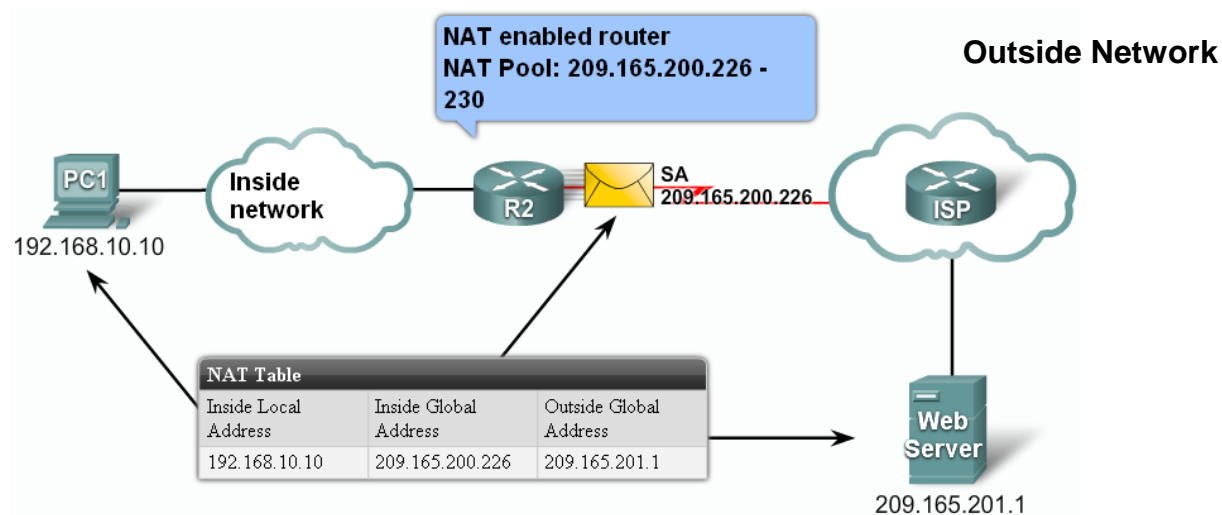 NAT enabled router
NAT Pool: 209.165.200.226 -
230
Outside Network
PC1
192.168.10.10
Inside
network
R2
SA
209.165.200.226
ISP
NAT Table
Inside Local
Address
Inside Global
Address
Outside Global
Address
192.168.10.10
209.165.200.226
209.165.201.1
Web
Server
209.165.201.1